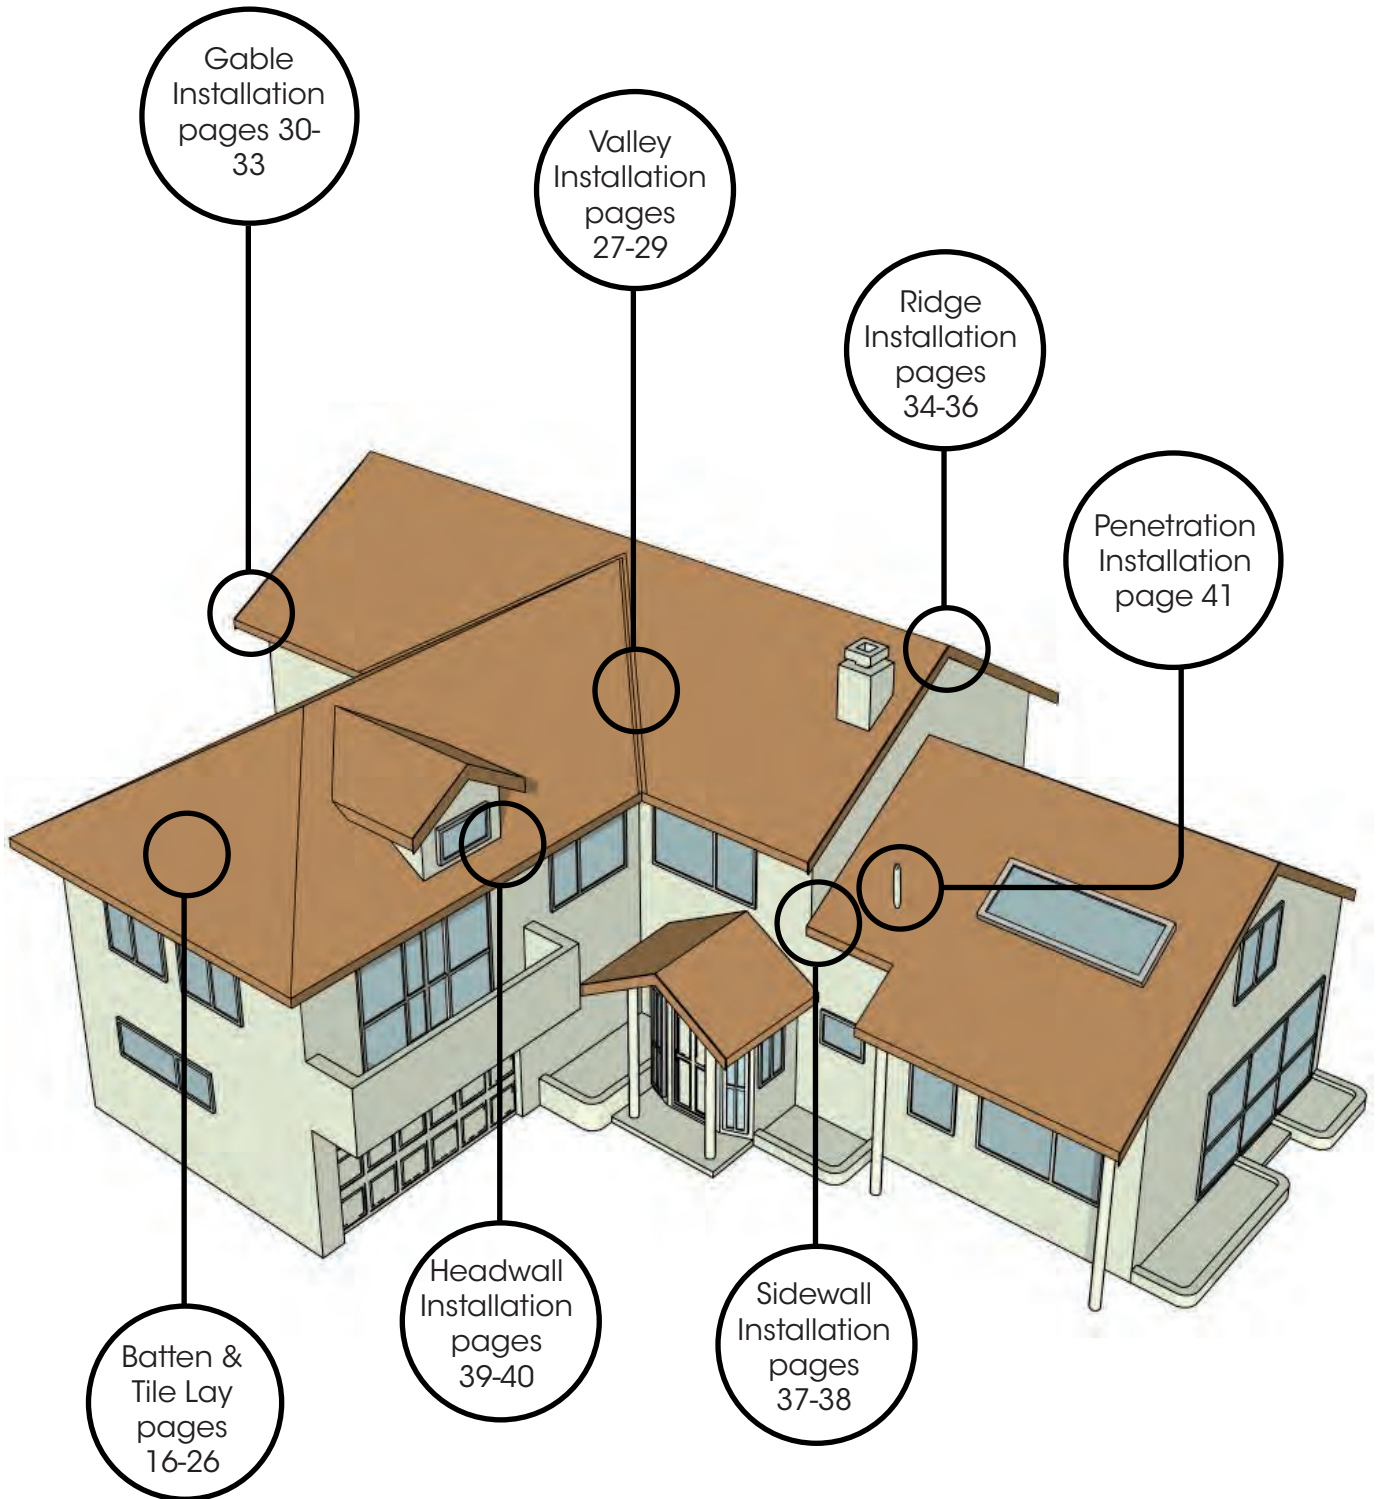 Gable
Installation
pages 30-
33
Valley
Installation
pages
27-29
Ridge
Installation
pages
34-36
Penetration
Installation
page 41
Headwall
Installation
pages
39-40
Sidewall
Installation
pages
37-38
Batten &
Tile Lay
pages
16-26